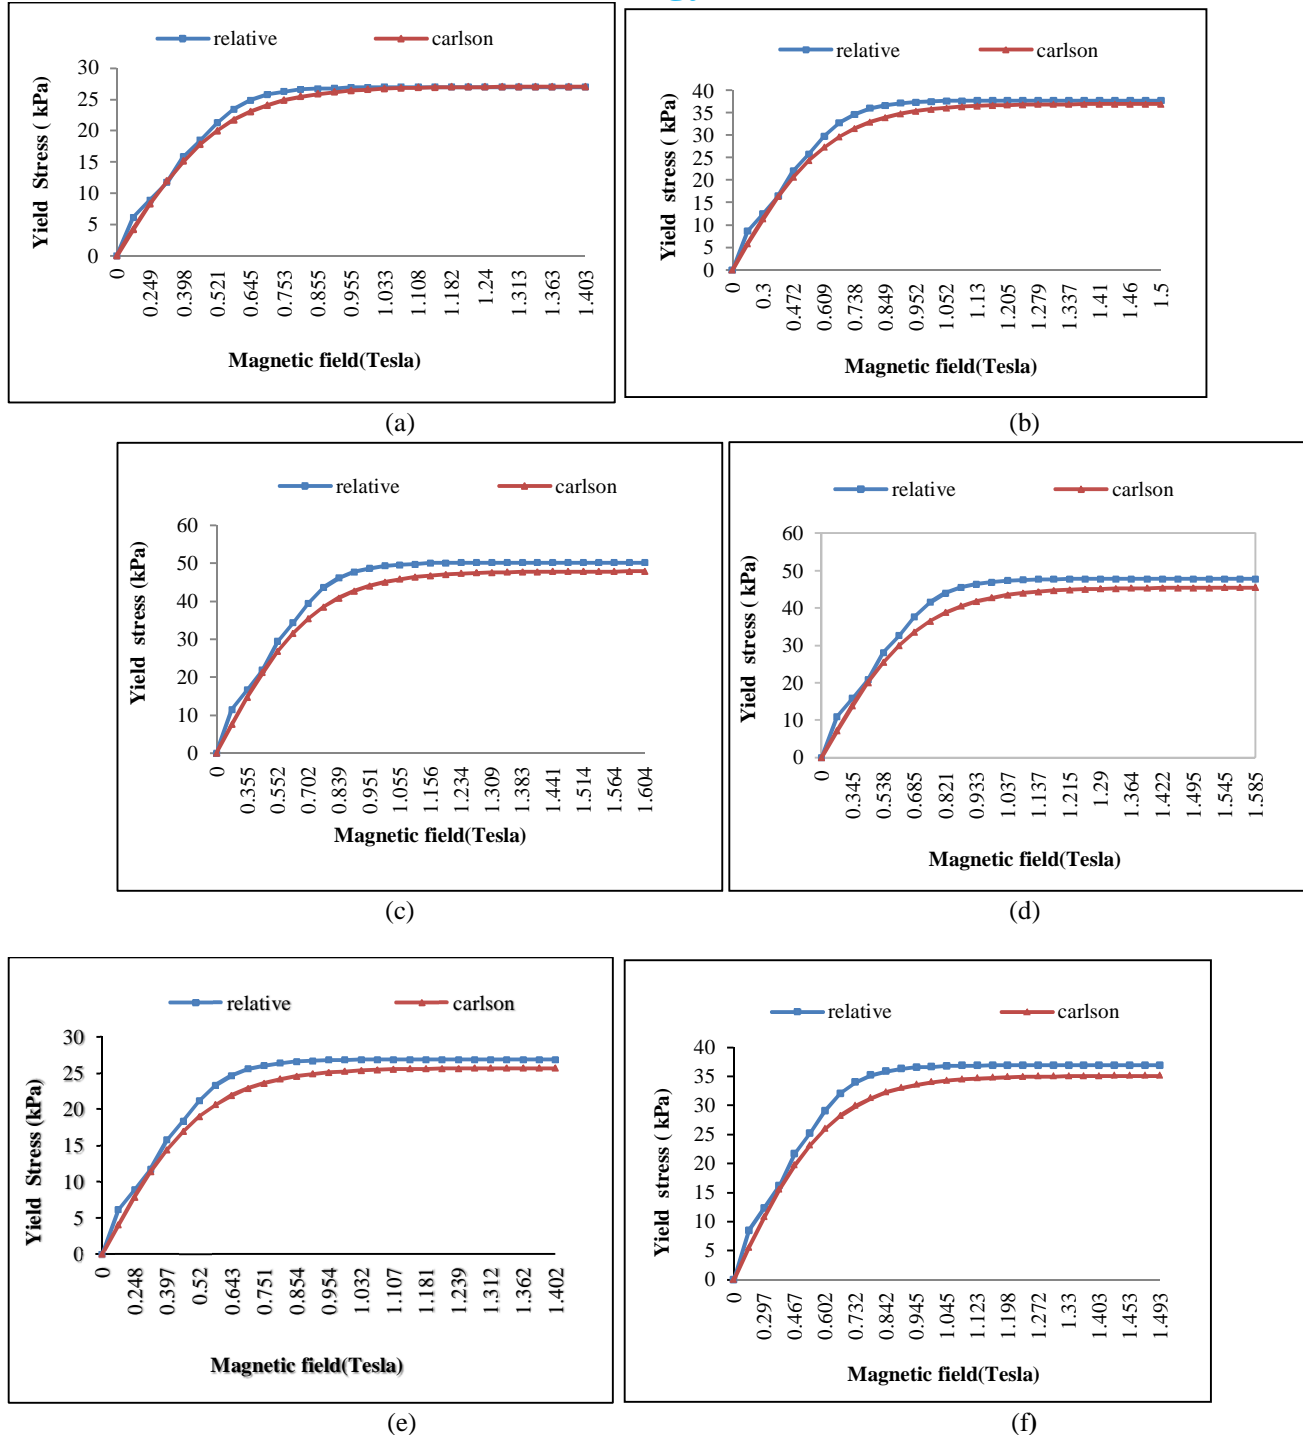 relative carlson
30
25
20
15
10
5
0
Yield Stress ( kPa)
0 0.249 0.398 0.521 0.645 0.753 0.855 0.955 1.033 1.108 1.182 1.24 1.313 1.363 1.403
Magnetic field(Tesla)
(a)
relative carlson
40
35
30
25
20
15
10
5
0
Yield stress ( kPa)
0 0.3 0.472 0.609 0.738 0.849 0.952 1.052 1.13 1.205 1.279 1.337 1.41 1.46 1.5
Magnetic field(Tesla)
(b)
relative carlson
60
50
40
30
20
10
0
Yield stress (kPa)
0 0.355 0.552 0.702 0.839 0.951 1.055 1.156 1.234 1.309 1.383 1.441 1.514 1.564 1.604
Magnetic field(Tesla)
(c)
relative carlson
60
50
40
30
20
10
0
Yield stress ( kPa)
0 0.345 0.538 0.685 0.821 0.933 1.037 1.137 1.215 1.29 1.364 1.422 1.495 1.545 1.585
Magnetic field(Tesla)
(d)
relative carlson
30
25
20
15
10
5
0
Yield Stress (kPa)
0 0.248 0.397 0.52 0.643 0.751 0.854 0.954 1.032 1.107 1.181 1.239 1.312 1.362 1.402
Magnetic field(Tesla)
(e)
relative carlson
40
35
30
25
20
15
10
5
0
Yield stress ( kPa)
0 0.297 0.467 0.602 0.732 0.842 0.945 1.045 1.123 1.198 1.272 1.33 1.403 1.453 1.493
Magnetic field(Tesla)
(f)